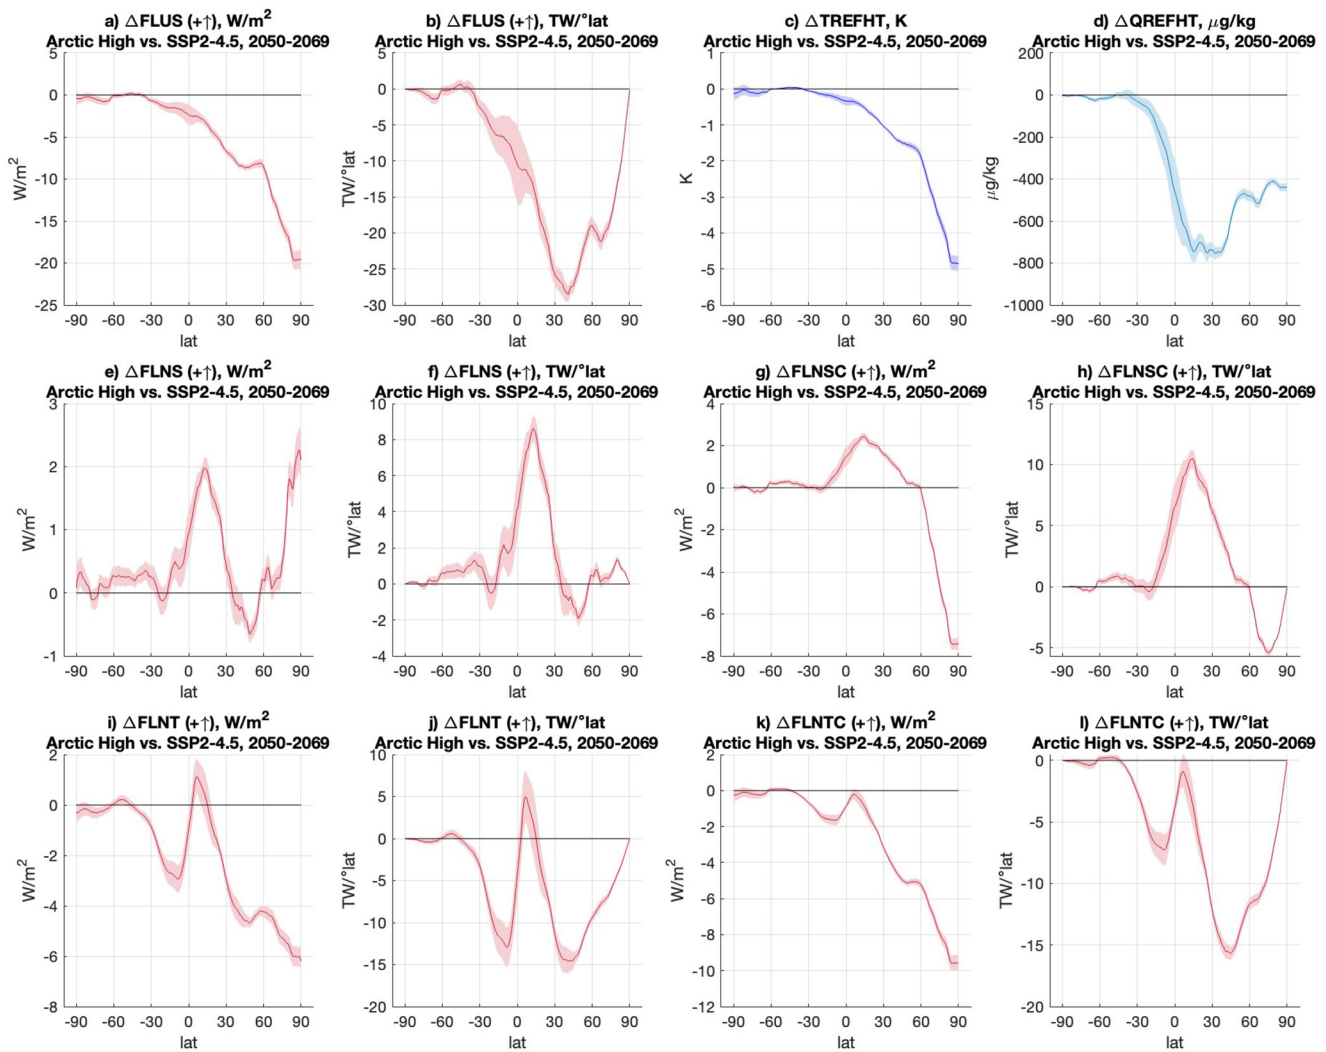 a) △FLUS (+↑), W/m²
Arctic High vs. SSP2-4.5, 2050-2069
5
0
-5
-10
-15
-20
-25
W/m²
-90 -60 -30 0 30 60 90
lat
b) △FLUS (+↑), TW/°lat
Arctic High vs. SSP2-4.5, 2050-2069
5
0
-5
-10
-15
-20
-25
-30
TW/°lat
-90 -60 -30 0 30 60 90
lat
c) △TREFHT, K
Arctic High vs. SSP2-4.5, 2050-2069
1
0
-1
-2
-3
-4
-5
-6
K
-90 -60 -30 0 30 60 90
lat
d) △QREFHT, μg/kg
Arctic High vs. SSP2-4.5, 2050-2069
200
0
-200
-400
-600
-800
-1000
μg/kg
-90 -60 -30 0 30 60 90
lat
e) △FLNS (+↑), W/m²
Arctic High vs. SSP2-4.5, 2050-2069
3
2
1
0
-1
W/m²
-90 -60 -30 0 30 60 90
lat
f) △FLNS (+↑), TW/°lat
Arctic High vs. SSP2-4.5, 2050-2069
10
8
6
4
2
0
-2
-4
TW/°lat
-90 -60 -30 0 30 60 90
lat
g) △FLNSC (+↑), W/m²
Arctic High vs. SSP2-4.5, 2050-2069
4
2
0
-2
-4
-6
-8
W/m²
-90 -60 -30 0 30 60 90
lat
h) △FLNSC (+↑), TW/°lat
Arctic High vs. SSP2-4.5, 2050-2069
15
10
5
0
-5
TW/°lat
-90 -60 -30 0 30 60 90
lat
i) △FLNT (+↑), W/m²
Arctic High vs. SSP2-4.5, 2050-2069
2
0
-2
-4
-6
-8
W/m²
-90 -60 -30 0 30 60 90
lat
j) △FLNT (+↑), TW/°lat
Arctic High vs. SSP2-4.5, 2050-2069
10
5
0
-5
-10
-15
-20
TW/°lat
-90 -60 -30 0 30 60 90
lat
k) △FLNTC (+↑), W/m²
Arctic High vs. SSP2-4.5, 2050-2069
2
0
-2
-4
-6
-8
-10
-12
W/m²
-90 -60 -30 0 30 60 90
lat
l) △FLNTC (+↑), TW/°lat
Arctic High vs. SSP2-4.5, 2050-2069
0
-5
-10
-15
-20
TW/°lat
-90 -60 -30 0 30 60 90
lat